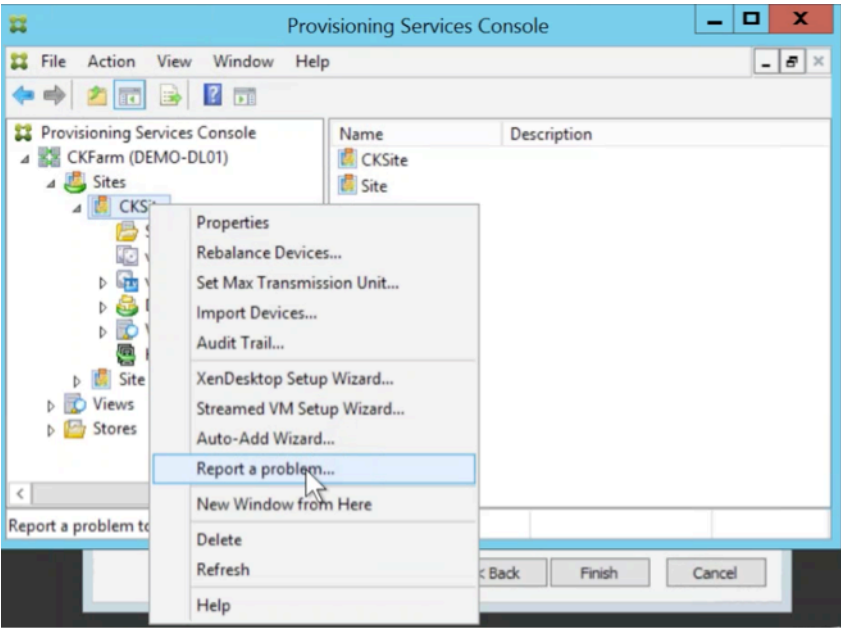 Provisioning Services Console
File Action View Window Help
Provisioning Services Console
CKFarm (DEMO-DL01)
Sites
Views
Stores
Site
Name Description
CKSite
Site
Properties
Rebalance Devices...
Set Max Transmission Unit...
Import Devices...
Audit Trail...
XenDesktop Setup Wizard...
Streamed VM Setup Wizard...
Auto-Add Wizard...
Report a problem...
New Window from Here
Delete
Refresh
Help
Report a problem
Back Finish Cancel